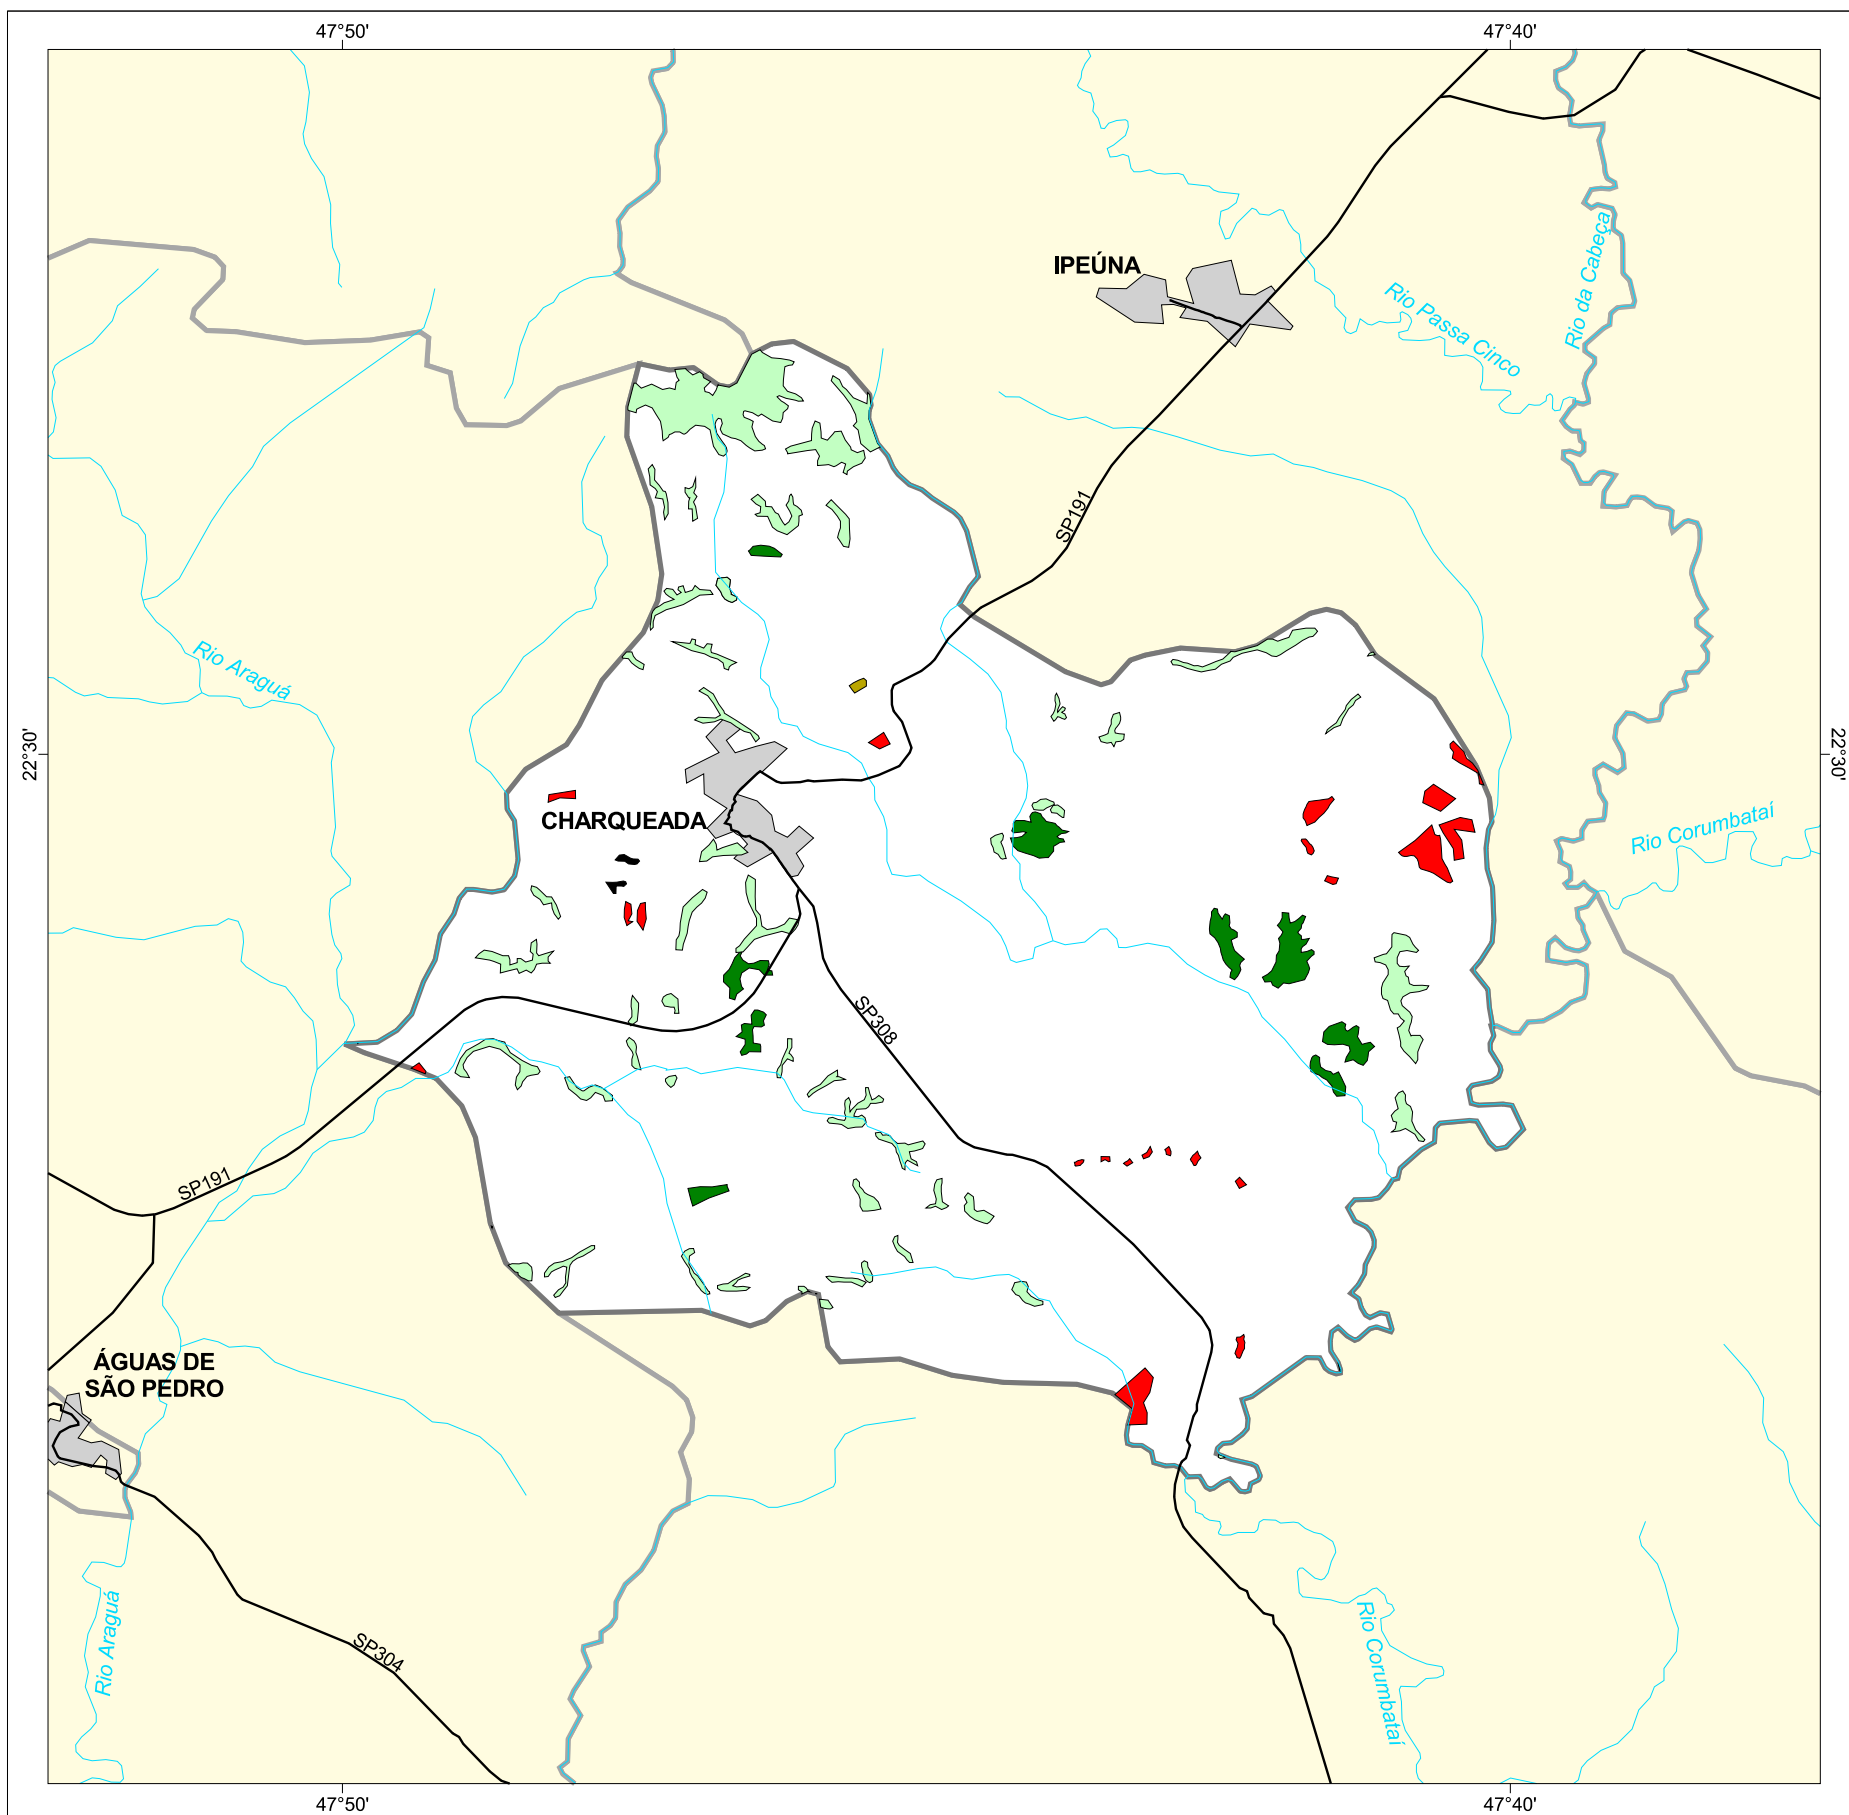 47°50'
47°40'
IPEÚNA
Rio da Cabeça
Rio Passa Cinco
SP191
Rio Araguá
22°30'
22°30'
CHARQUEADA
Rio Corumbataí
SP308
SP191
ÁGUAS DE
SÃO PEDRO
Rio Araguá
SP304
Rio Corumbataí
47°50'
47°40'